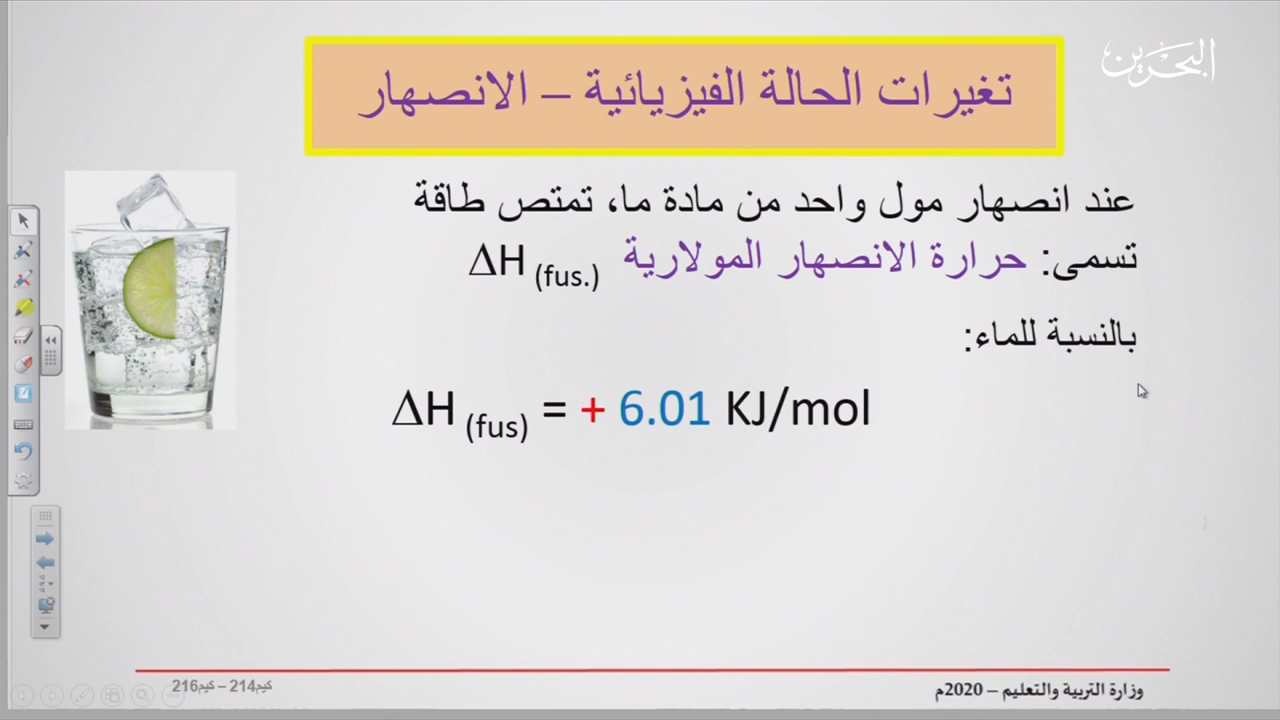 البحرين
تغيرات الحالة الفيزيائية – الانصهار
عند انصهار مول واحد من مادة ما، تمتص طاقة
تسمى: حرارة الانصهار المولارية ΔH (fus.)
بالنسبة للماء:
ΔH (fus) = + 6.01 KJ/mol
وزارة التربية والتعليم – 2020م
كيم214 – كيم216